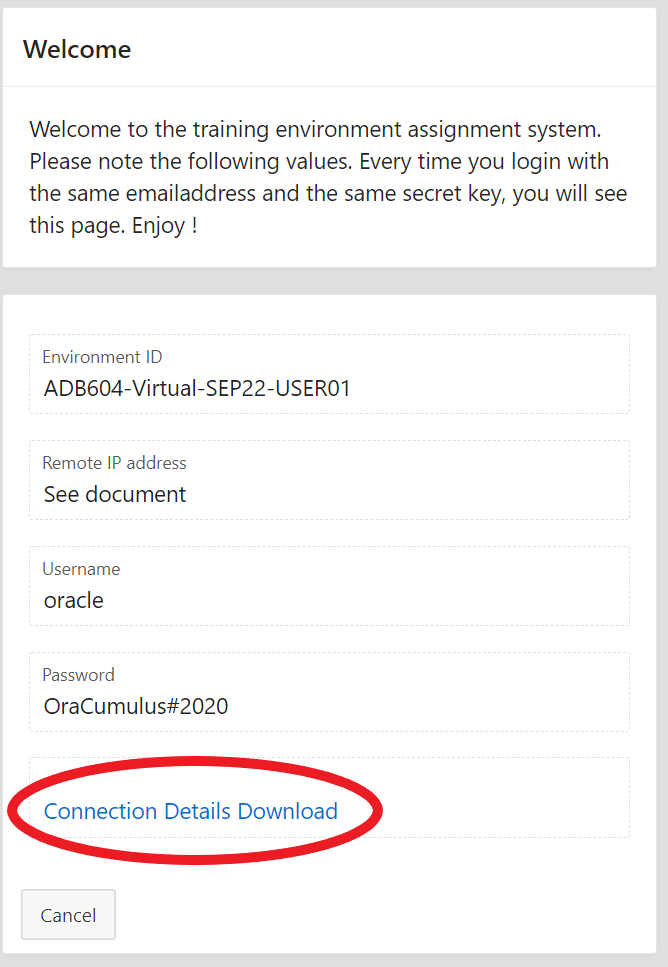 Welcome
Welcome to the training environment assignment system.
Please note the following values. Every time you login with
the same emailaddress and the same secret key, you will see
this page. Enjoy !
Environment ID
ADB604-Virtual-SEP22-USER01
Remote IP address
See document
Username
oracle
Password
OraCumulus#2020
Connection Details Download
Cancel